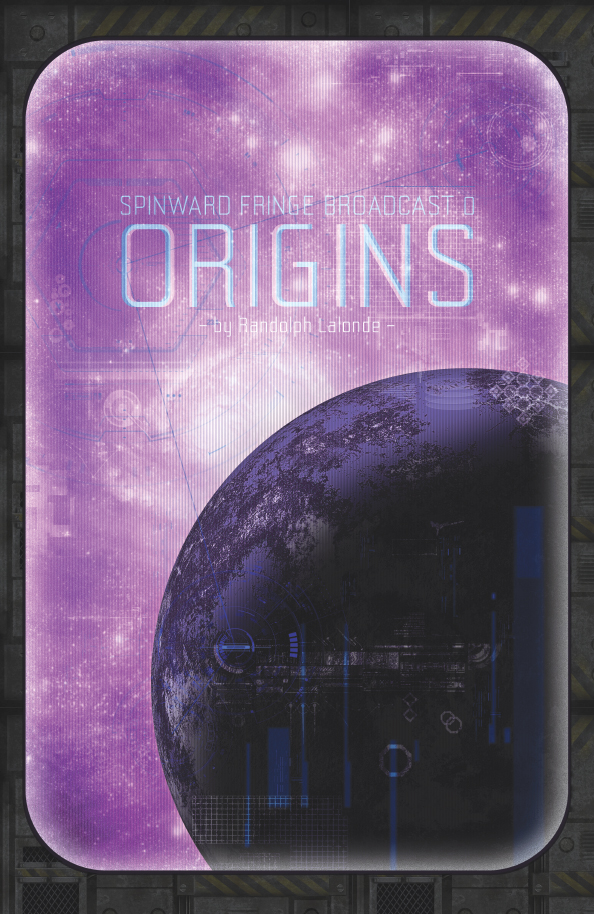 SPINWARD FRINGE BROADCAST 0
ORIGINS
– by Randolph Lalonde –